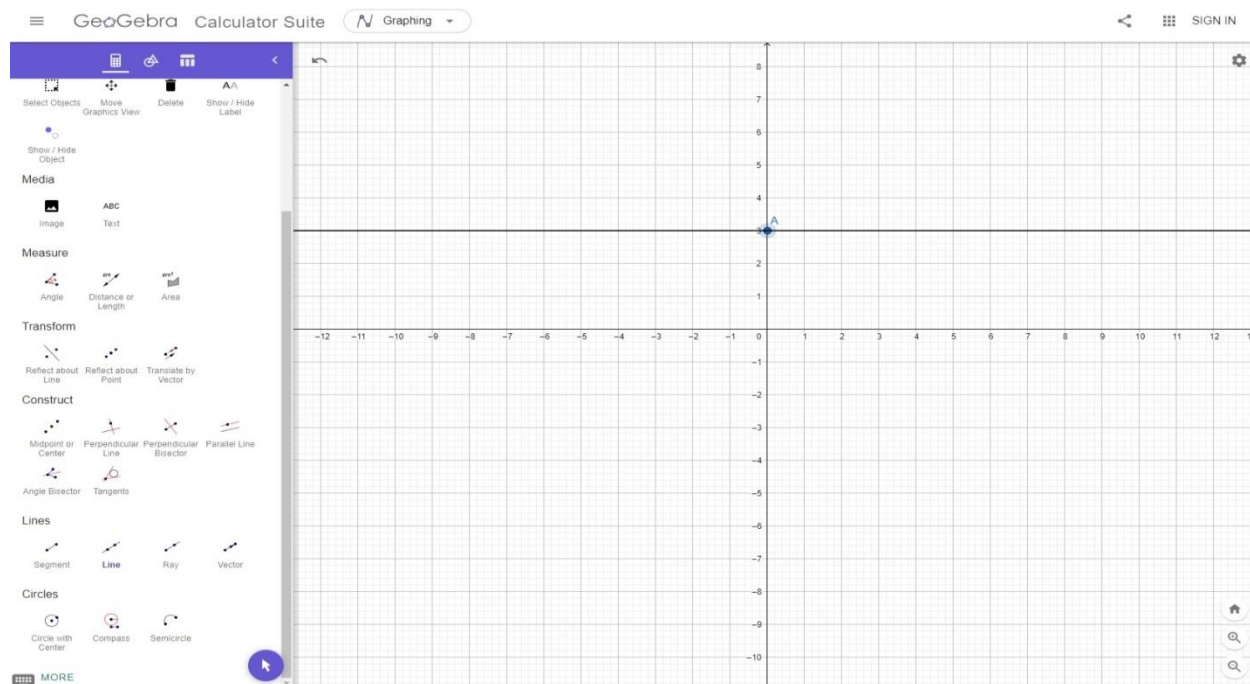 GeoGebra Calculator Suite Graphing SIGN IN
Select Objects Move Graphics View Delete Show / Hide Label
Show / Hide Object
Media
Image ABC Text
Measure
Angle Distance or Length Area
Transform
Reflect about Line Reflect about Point Translate by Vector
Construct
Midpoint or Center Perpendicular Line Perpendicular Bisector Parallel Line
Angle Bisector Tangents
Lines
Segment Line Ray Vector
Circles
Circle with Center Compass Semicircle
MORE
8
7
6
5
4
A
3
2
1
-12 -11 -10 -9 -8 -7 -6 -5 -4 -3 -2 -1 0 1 2 3 4 5 6 7 8 9 10 11 12
-1
-2
-3
-4
-5
-6
-7
-8
-9
-10